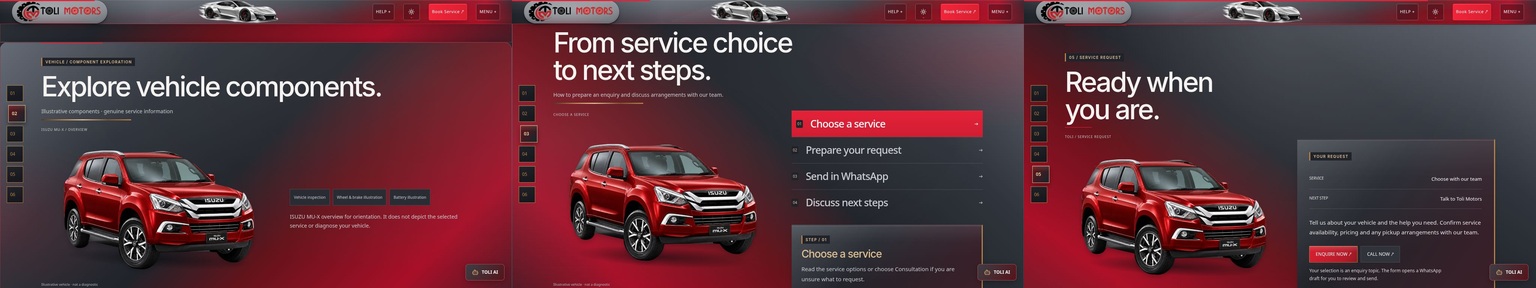 TOLI MOTORS
HELP +
Book Service ↗
MENU +
VEHICLE / COMPONENT EXPLORATION
Explore vehicle components.
Illustrative components · genuine service information
ISUZU MU-X / OVERVIEW
01
02
03
04
05
06
ISUZU
MU-X
Vehicle inspection
Wheel & brake illustration
Battery illustration
ISUZU MU-X overview for orientation. It does not depict the selected
service or diagnose your vehicle.
TOLI AI
Illustrative vehicle · not a diagnosis
TOLI MOTORS
HELP +
Book Service ↗
MENU +
From service choice
to next steps.
How to prepare an enquiry and discuss arrangements with our team.
CHOOSE A SERVICE
01
02
03
04
05
06
ISUZU
MU-X
01 Choose a service →
02 Prepare your request →
03 Send in WhatsApp →
04 Discuss next steps →
STEP / 01
Choose a service
Read the service options or choose Consultation if you are
unsure what to request.
TOLI AI
Illustrative vehicle · not a diagnosis
TOLI MOTORS
HELP +
Book Service ↗
MENU +
05 / SERVICE REQUEST
Ready when
you are.
TOLI / SERVICE REQUEST
01
02
03
04
05
06
ISUZU
MU-X
YOUR REQUEST
SERVICE Choose with our team
NEXT STEP Talk to Toli Motors
Tell us about your vehicle and the help you need. Confirm service
availability, pricing and any pickup arrangements with our team.
ENQUIRE NOW ↗
CALL NOW ↗
Your selection is an enquiry topic. The form opens a WhatsApp
draft for you to review and send.
TOLI AI